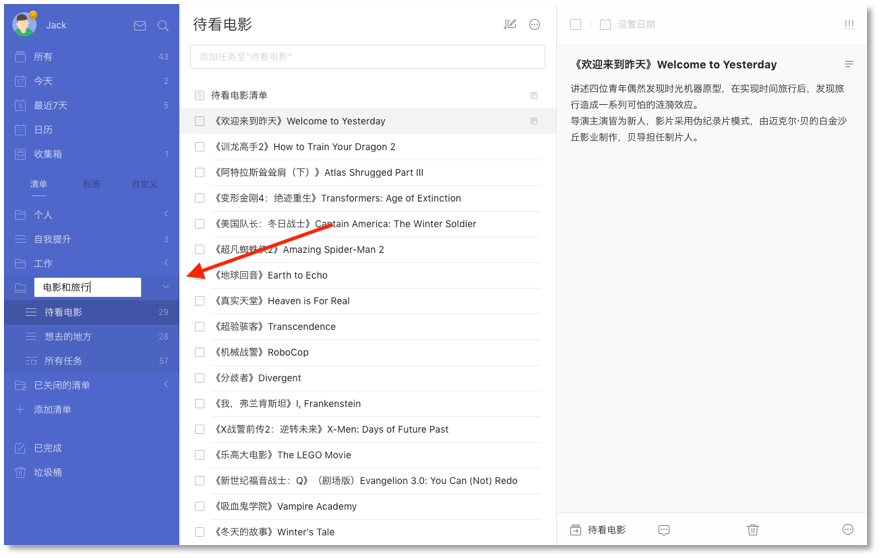 Jack
所有 43
今天 2
最近7天 5
日历
收集箱 1
清单 标签 自定义
个人
自我提升 3
工作
电影和旅行
待看电影 29
想去的地方 28
所有任务 57
已关闭的清单
添加清单
已完成
垃圾桶
待看电影
添加任务至“待看电影”
待看电影清单
《欢迎来到昨天》Welcome to Yesterday
《训龙高手2》How to Train Your Dragon 2
《阿特拉斯耸耸肩（下）》Atlas Shrugged Part III
《变形金刚4：绝迹重生》Transformers: Age of Extinction
《美国队长：冬日战士》Captain America: The Winter Soldier
《超凡蜘蛛侠2》Amazing Spider-Man 2
《地球回音》Earth to Echo
《真实天堂》Heaven is For Real
《超验骇客》Transcendence
《机械战警》RoboCop
《分歧者》Divergent
《我，弗兰肯斯坦》I, Frankenstein
《X战警前传2：逆转未来》X-Men: Days of Future Past
《乐高大电影》The LEGO Movie
《新世纪福音战士：Q》（剧场版）Evangelion 3.0: You Can (Not) Redo
《吸血鬼学院》Vampire Academy
《冬天的故事》Winter's Tale
设置日期
《欢迎来到昨天》Welcome to Yesterday
讲述四位青年偶然发现时光机器原型，在实现时间旅行后，发现旅
行造成一系列可怕的涟漪效应。
导演主演皆为新人，影片采用伪纪录片模式，由迈克尔·贝的白金沙
丘影业制作，贝导担任制片人。
待看电影